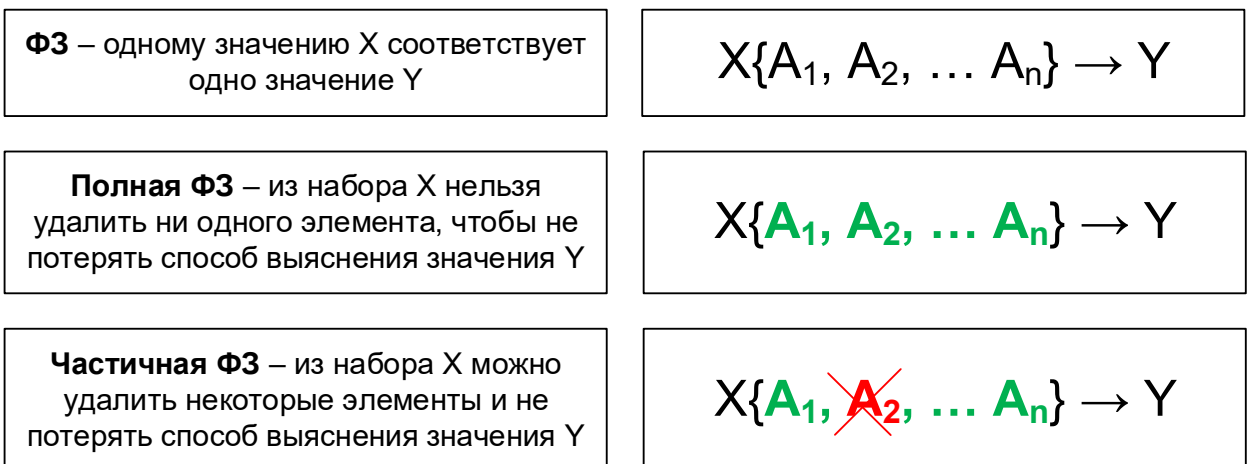 ФЗ – одному значению X соответствует
одно значение Y
X{A₁, A₂, … Aₙ} → Y
Полная ФЗ – из набора X нельзя
удалить ни одного элемента, чтобы не
потерять способ выяснения значения Y
X{A₁, A₂, … Aₙ} → Y
Частичная ФЗ – из набора X можно
удалить некоторые элементы и не
потерять способ выяснения значения Y
X{A₁, A₂, … Aₙ} → Y